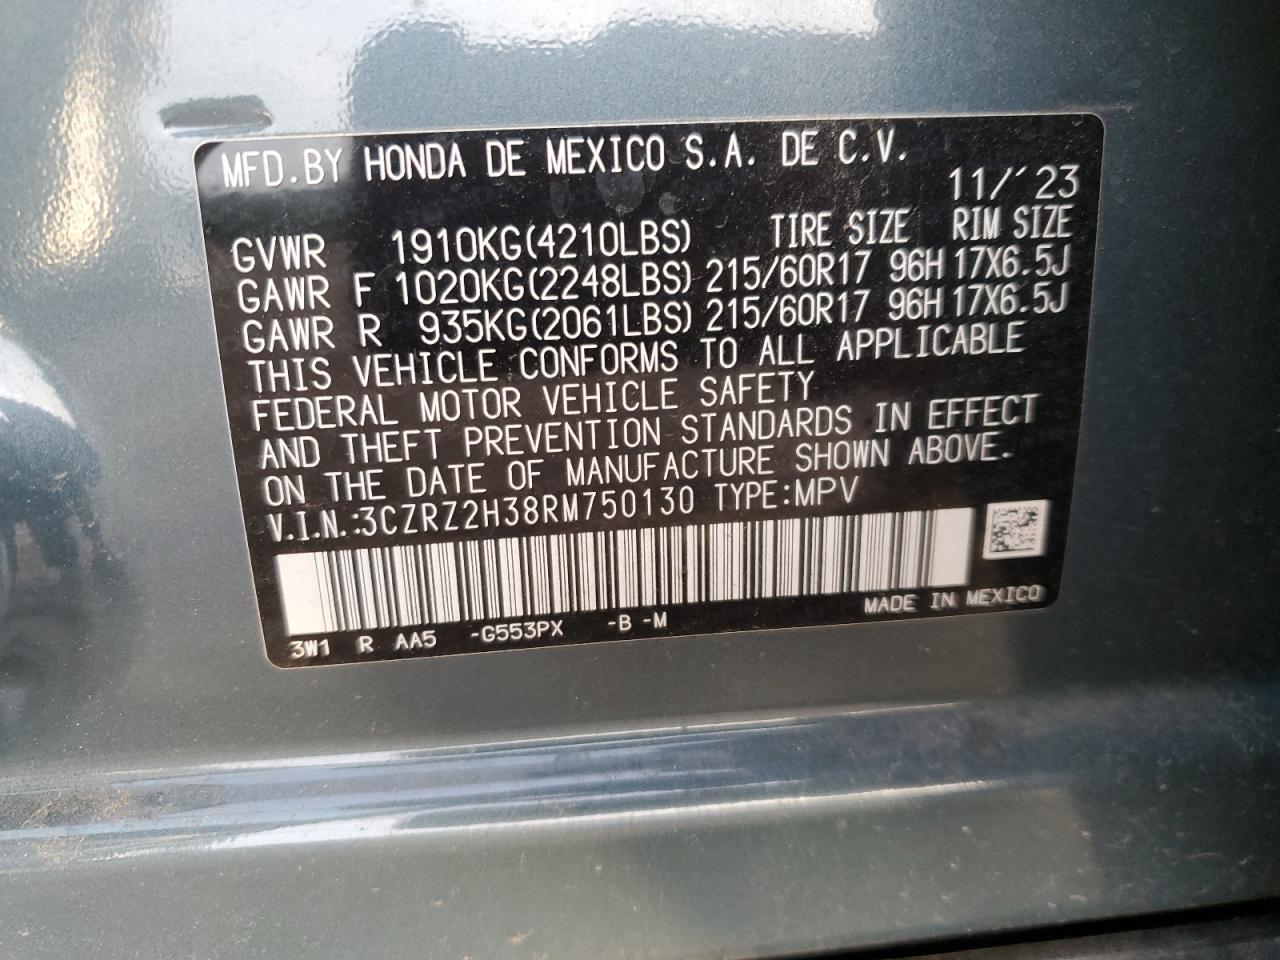 MFD.BY HONDA DE MEXICO S.A. DE C.V.
11/'23
GVWR 1910KG(4210LBS) TIRE SIZE RIM SIZE
GAWR F 1020KG(2248LBS) 215/60R17 96H 17X6.5J
GAWR R 935KG(2061LBS) 215/60R17 96H 17X6.5J
THIS VEHICLE CONFORMS TO ALL APPLICABLE
FEDERAL MOTOR VEHICLE SAFETY
AND THEFT PREVENTION STANDARDS IN EFFECT
ON THE DATE OF MANUFACTURE SHOWN ABOVE.
V.I.N.:3CZRZ2H38RM750130 TYPE:MPV
MADE IN MEXICO
3W1 R AA5 -G553PX -B -M